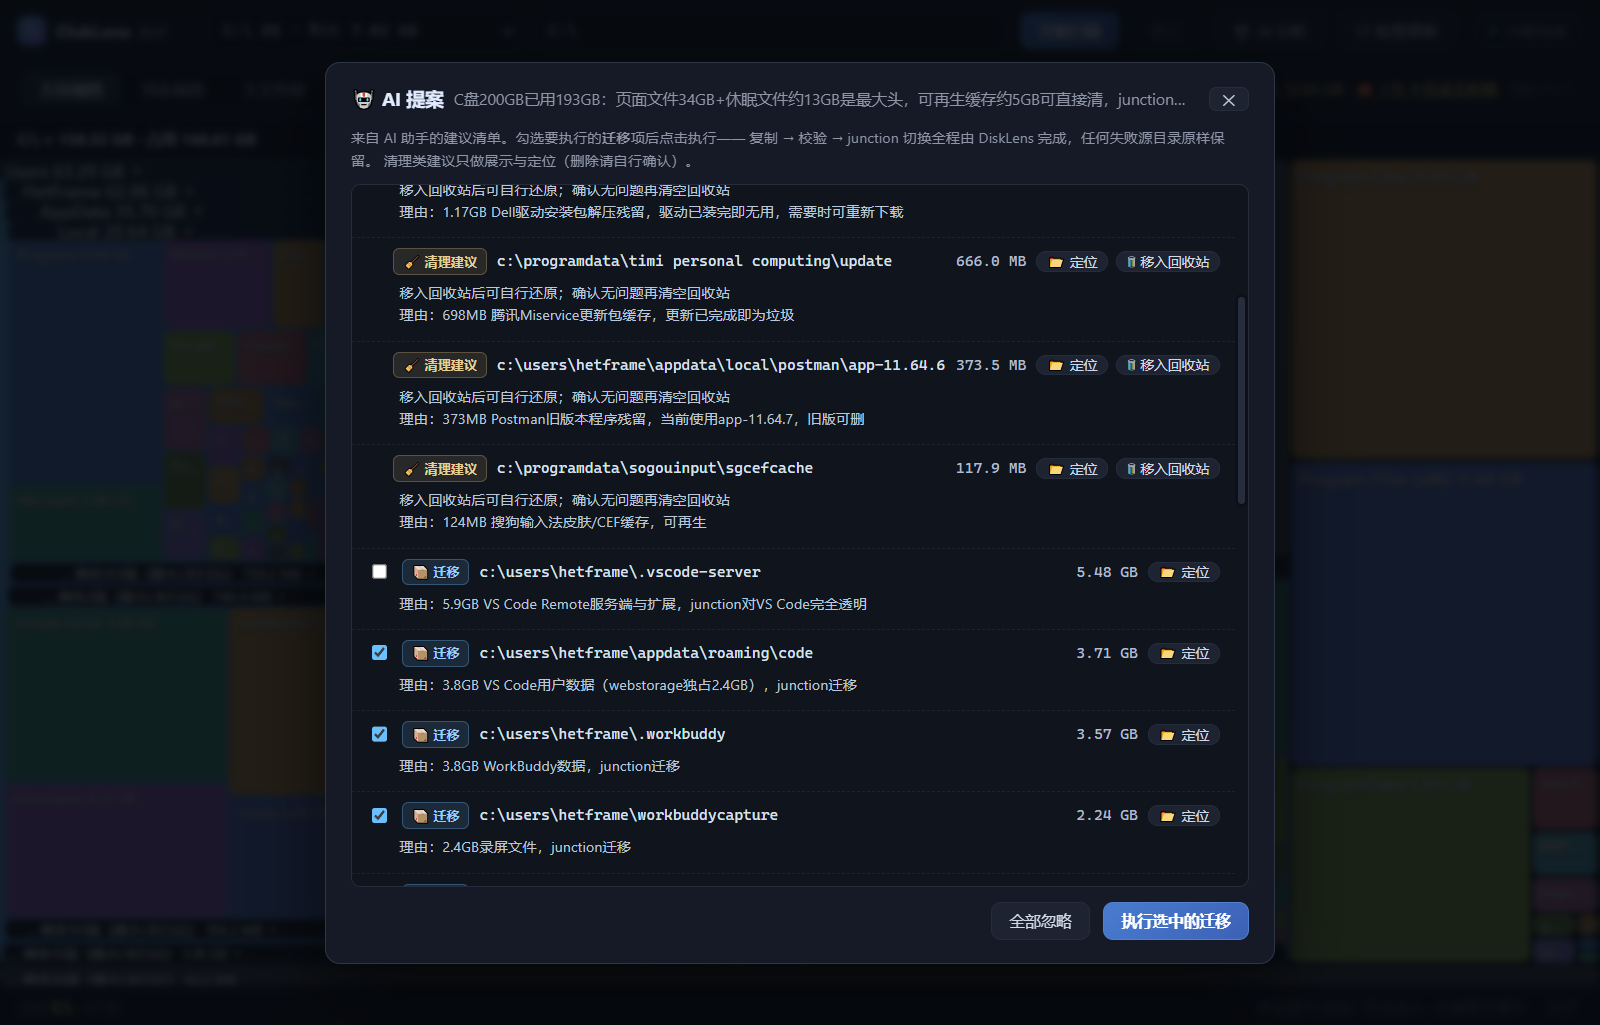 AI 提案 C盘200GB已用193GB：页面文件34GB+休眠文件约13GB是最大头，可再生缓存约5GB可直接清，junction...
来自 AI 助手的建议清单。勾选要执行的迁移项后点击执行—— 复制 → 校验 → junction 切换全程由 DiskLens 完成，任何失败源目录原样保
留。 清理类建议只做展示与定位（删除请自行确认）。
移入回收站后可自行还原；确认无问题再清空回收站
理由：1.17GB Dell驱动安装包解压残留，驱动已装完即无用，需要时可重新下载
清理建议 c:\programdata\timi personal computing\update 666.0 MB 定位 移入回收站
移入回收站后可自行还原；确认无问题再清空回收站
理由：698MB 腾讯Miservice更新包缓存，更新已完成即为垃圾
清理建议 c:\users\hetframe\appdata\local\postman\app-11.64.6 373.5 MB 定位 移入回收站
移入回收站后可自行还原；确认无问题再清空回收站
理由：373MB Postman旧版本程序残留，当前使用app-11.64.7，旧版可删
清理建议 c:\programdata\sogouinput\sgcefcache 117.9 MB 定位 移入回收站
移入回收站后可自行还原；确认无问题再清空回收站
理由：124MB 搜狗输入法皮肤/CEF缓存，可再生
迁移 c:\users\hetframe\.vscode-server 5.48 GB 定位
理由：5.9GB VS Code Remote服务端与扩展，junction对VS Code完全透明
迁移 c:\users\hetframe\appdata\roaming\code 3.71 GB 定位
理由：3.8GB VS Code用户数据（webstorage独占2.4GB），junction迁移
迁移 c:\users\hetframe\.workbuddy 3.57 GB 定位
理由：3.8GB WorkBuddy数据，junction迁移
迁移 c:\users\hetframe\workbuddycapture 2.24 GB 定位
理由：2.4GB录屏文件，junction迁移
全部忽略 执行选中的迁移